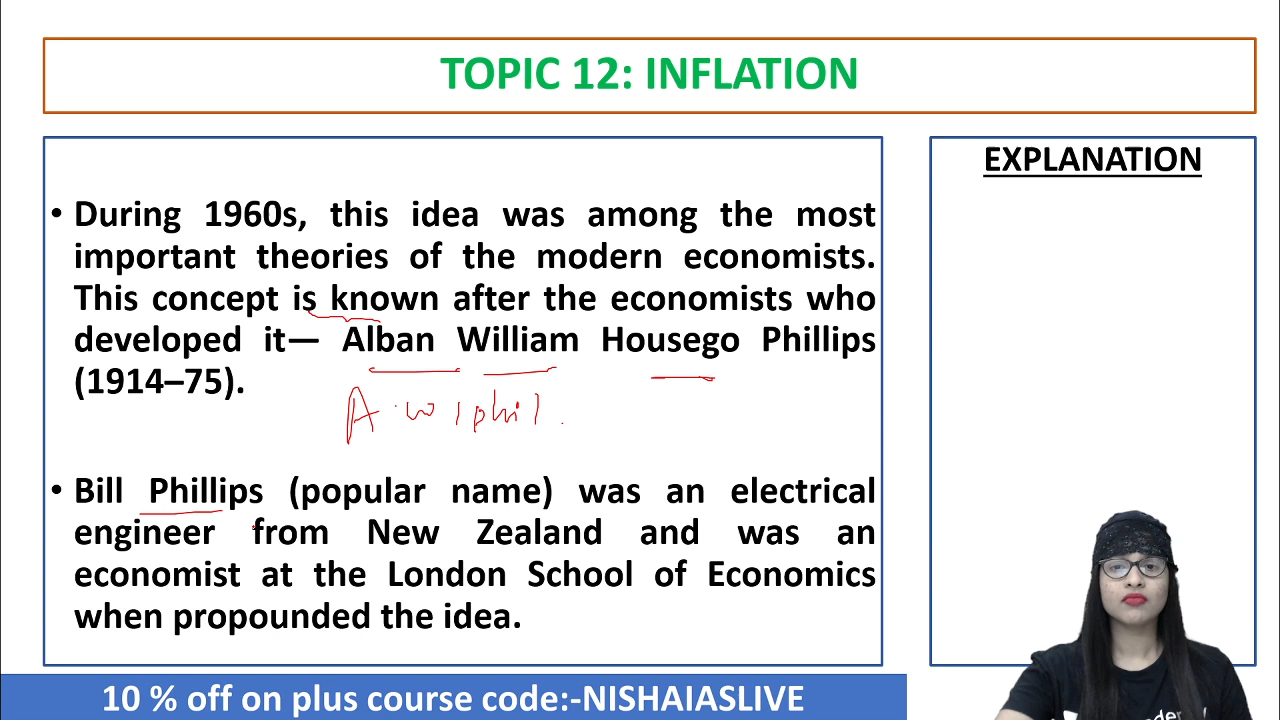 TOPIC 12: INFLATION
• During 1960s, this idea was among the most
important theories of the modern economists.
This concept is known after the economists who
developed it— Alban William Housego Phillips
(1914–75).
A.W phil
• Bill Phillips (popular name) was an electrical
engineer from New Zealand and was an
economist at the London School of Economics
when propounded the idea.
EXPLANATION
10 % off on plus course code:-NISHAIASLIVE